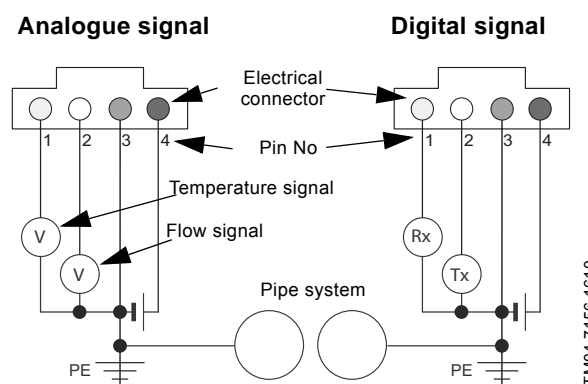 Analogue signal
Digital signal
Electrical
connector
1 2 3 4
1 2 3 4
Pin No
Temperature signal
V
Rx
Flow signal
V
Tx
Pipe system
PE
PE